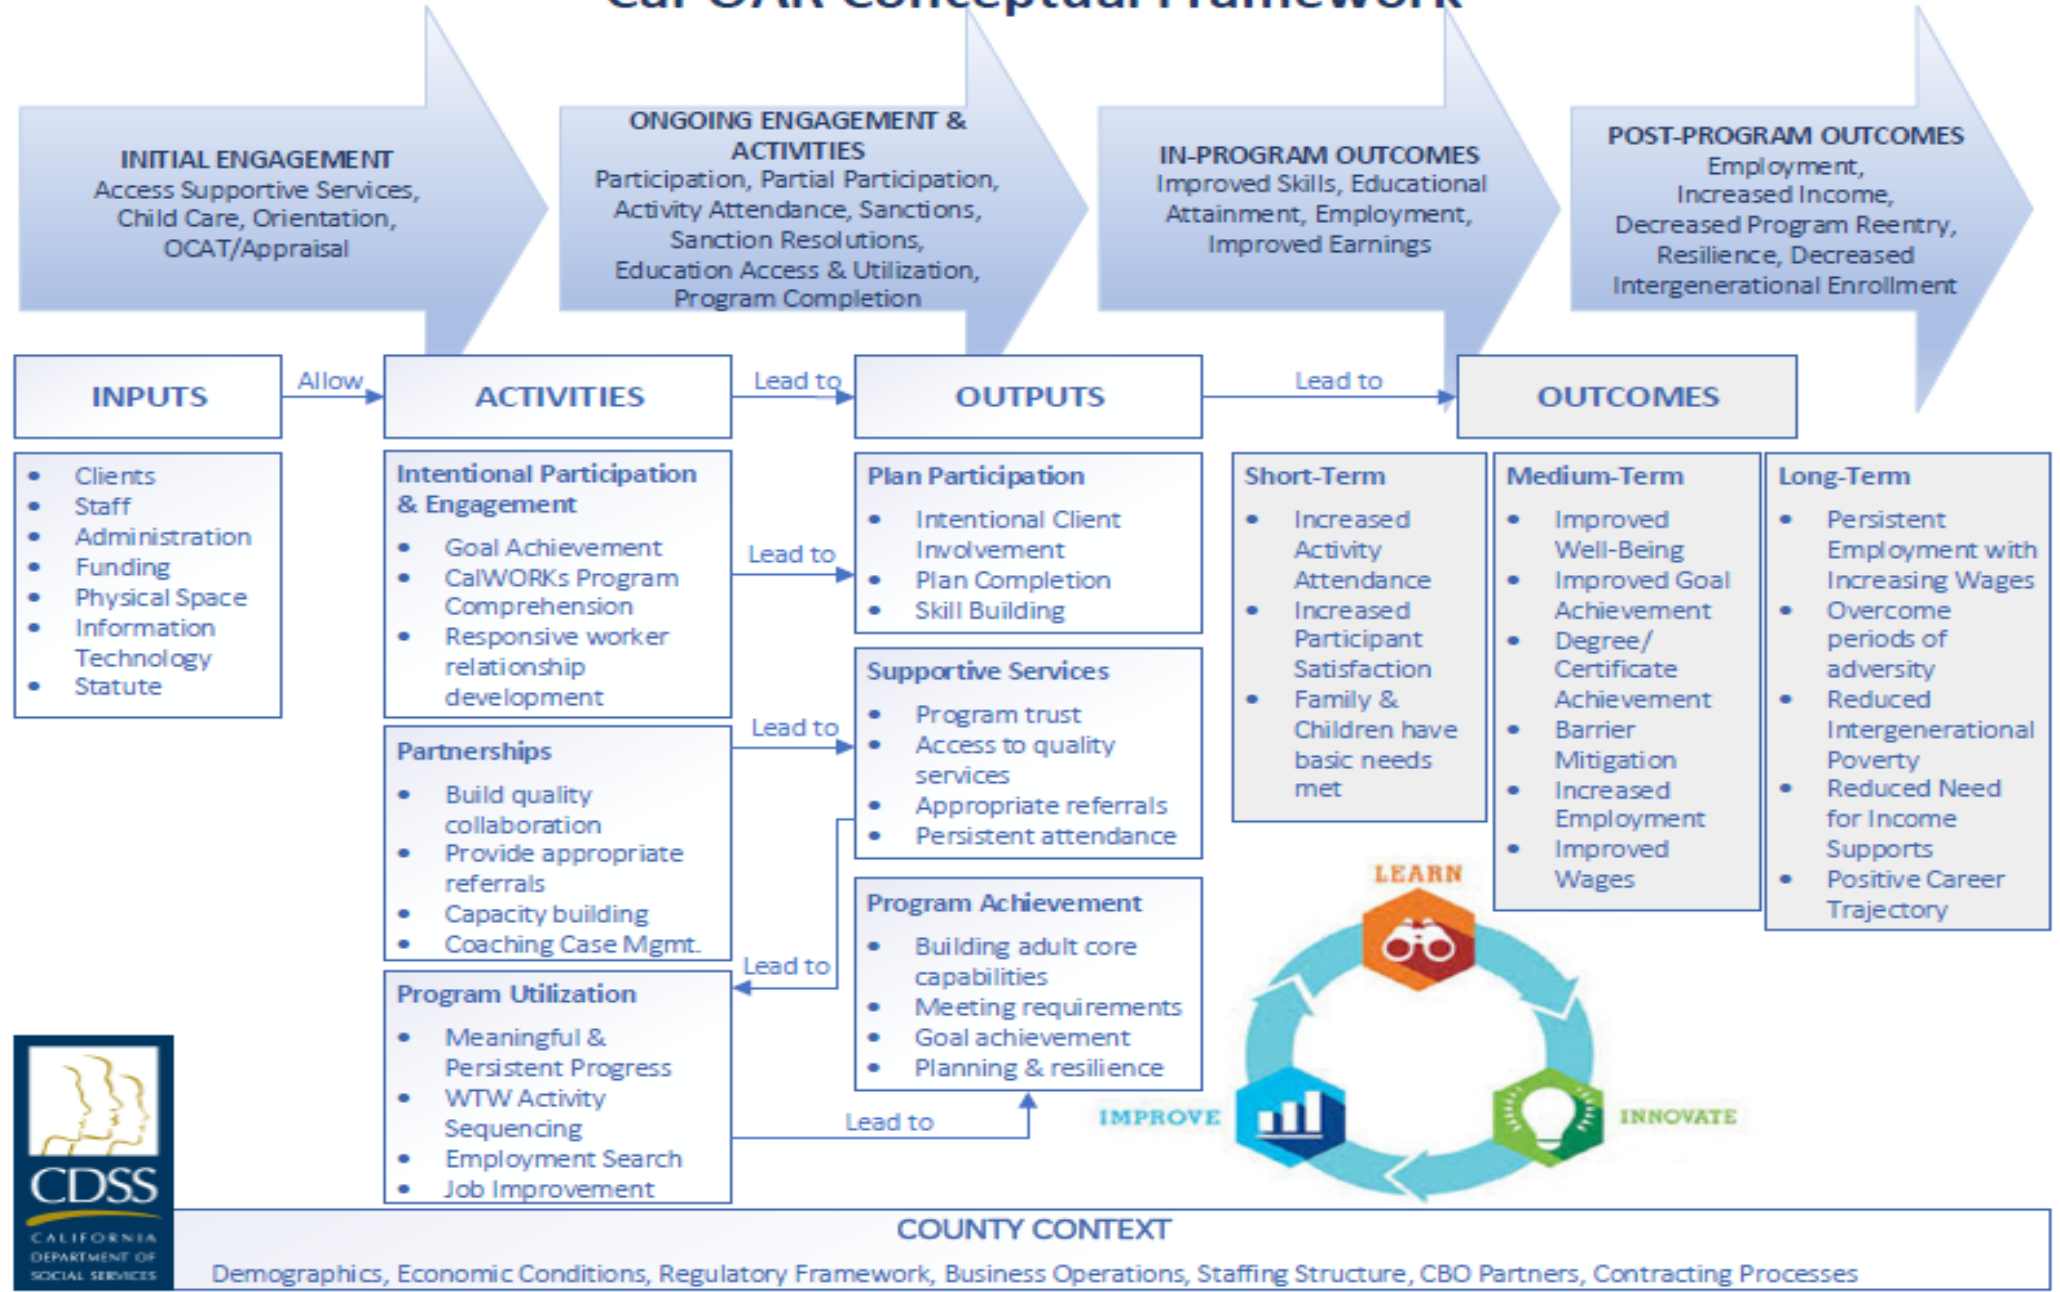 Cal-OAR Conceptual Framework
INITIAL ENGAGEMENT
Access Supportive Services,
Child Care, Orientation,
OCAT/Appraisal
ONGOING ENGAGEMENT &
ACTIVITIES
Participation, Partial Participation,
Activity Attendance, Sanctions,
Sanction Resolutions,
Education Access & Utilization,
Program Completion
IN-PROGRAM OUTCOMES
Improved Skills, Educational
Attainment, Employment,
Improved Earnings
POST-PROGRAM OUTCOMES
Employment,
Increased Income,
Decreased Program Reentry,
Resilience, Decreased
Intergenerational Enrollment
INPUTS
Allow
ACTIVITIES
Lead to
OUTPUTS
Lead to
OUTCOMES
• Clients
• Staff
• Administration
• Funding
• Physical Space
• Information
Technology
• Statute
Intentional Participation
& Engagement
• Goal Achievement
• CalWORKs Program
Comprehension
• Responsive worker
relationship
development
Lead to
Partnerships
• Build quality
collaboration
• Provide appropriate
referrals
• Capacity building
• Coaching Case Mgmt.
Lead to
Program Utilization
• Meaningful &
Persistent Progress
• WTW Activity
Sequencing
• Employment Search
• Job Improvement
Lead to
Lead to
Plan Participation
• Intentional Client
Involvement
• Plan Completion
• Skill Building
Supportive Services
• Program trust
• Access to quality
services
• Appropriate referrals
• Persistent attendance
Program Achievement
• Building adult core
capabilities
• Meeting requirements
• Goal achievement
• Planning & resilience
Short-Term
• Increased
Activity
Attendance
• Increased
Participant
Satisfaction
• Family &
Children have
basic needs
met
Medium-Term
• Improved
Well-Being
• Improved Goal
Achievement
• Degree/
Certificate
Achievement
• Barrier
Mitigation
• Increased
Employment
• Improved
Wages
Long-Term
• Persistent
Employment with
Increasing Wages
• Overcome
periods of
adversity
• Reduced
Intergenerational
Poverty
• Reduced Need
for Income
Supports
• Positive Career
Trajectory
LEARN
IMPROVE
INNOVATE
CDSS
CALIFORNIA
DEPARTMENT OF
SOCIAL SERVICES
COUNTY CONTEXT
Demographics, Economic Conditions, Regulatory Framework, Business Operations, Staffing Structure, CBO Partners, Contracting Processes